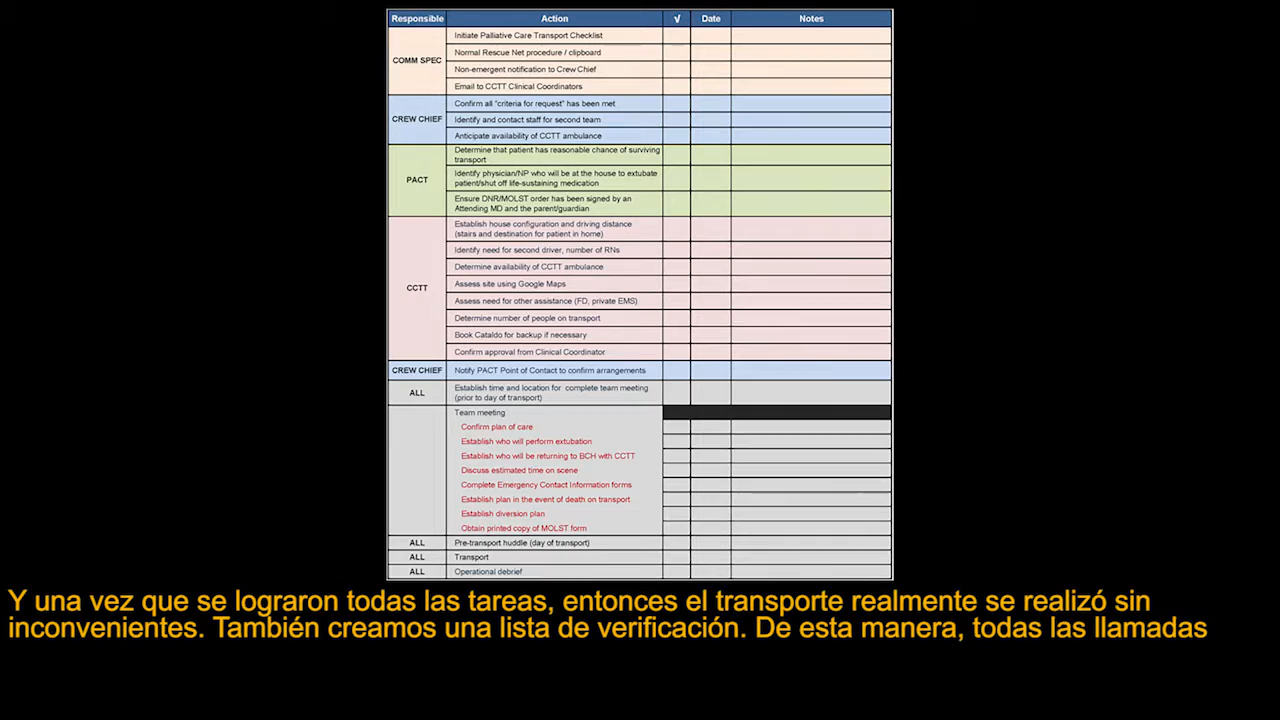 Responsible Action √ Date Notes
COMM SPEC
Initiate Palliative Care Transport Checklist
Normal Rescue Net procedure / clipboard
Non-emergent notification to Crew Chief
Email to CCTT Clinical Coordinators
CREW CHIEF
Confirm all "criteria for request" has been met
Identify and contact staff for second team
Anticipate availability of CCTT ambulance
PACT
Determine that patient has reasonable chance of surviving
transport
Identify physician/NP who will be at the house to extubate
patient/shut off life-sustaining medication
Ensure DNR/MOLST order has been signed by an
Attending MD and the parent/guardian
CCTT
Establish house configuration and driving distance
(stairs and destination for patient in home)
Identify need for second driver, number of RNs
Determine availability of CCTT ambulance
Assess site using Google Maps
Assess need for other assistance (FD, private EMS)
Determine number of people on transport
Book Cataldo for backup if necessary
Confirm approval from Clinical Coordinator
CREW CHIEF Notify PACT Point of Contact to confirm arrangements
ALL
Establish time and location for complete team meeting
(prior to day of transport)
Team meeting
Confirm plan of care
Establish who will perform extubation
Establish who will be returning to BCH with CCTT
Discuss estimated time on scene
Complete Emergency Contact Information forms
Establish plan in the event of death on transport
Establish diversion plan
Obtain printed copy of MOLST form
ALL Pre-transport huddle (day of transport)
ALL Transport
ALL Operational debrief
Y una vez que se lograron todas las tareas, entonces el transporte realmente se realizó sin
inconvenientes. También creamos una lista de verificación. De esta manera, todas las llamadas